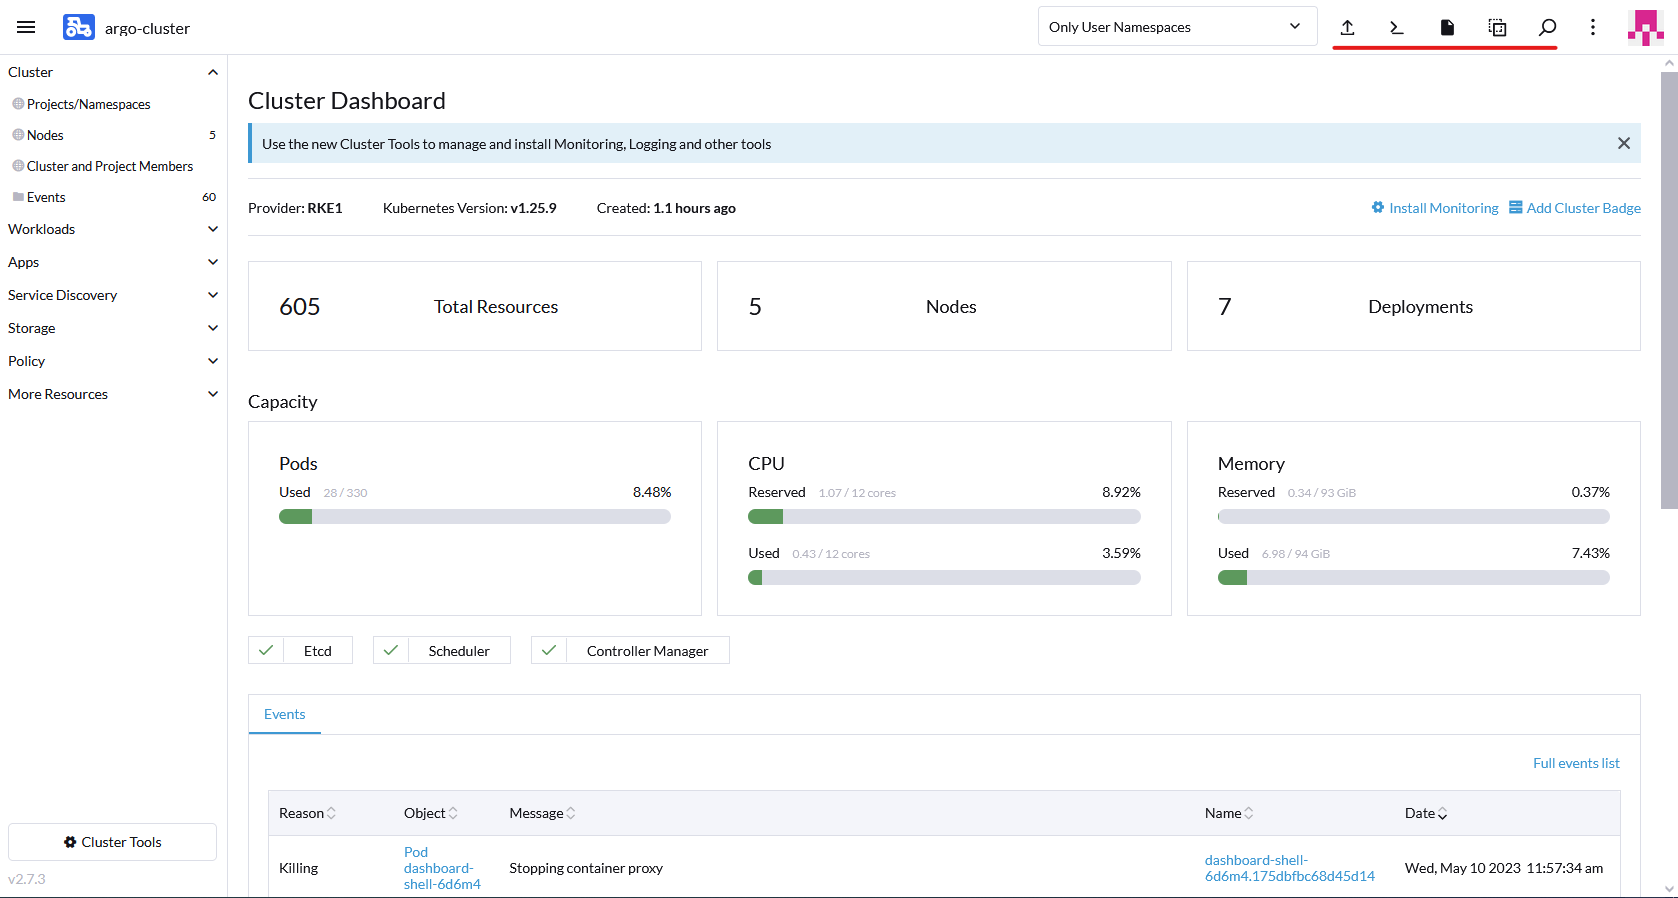 argo-cluster
Only User Namespaces
Cluster
Projects/Namespaces
Nodes 5
Cluster and Project Members
Events 60
Workloads
Apps
Service Discovery
Storage
Policy
More Resources
Cluster Tools
v2.7.3
Cluster Dashboard
Use the new Cluster Tools to manage and install Monitoring, Logging and other tools
Provider: RKE1 Kubernetes Version: v1.25.9 Created: 1.1 hours ago Install Monitoring Add Cluster Badge
605 Total Resources 5 Nodes 7 Deployments
Capacity
Pods
Used 28 / 330 8.48%
CPU
Reserved 1.07 / 12 cores 8.92%
Used 0.43 / 12 cores 3.59%
Memory
Reserved 0.34 / 93 GiB 0.37%
Used 6.98 / 94 GiB 7.43%
Etcd Scheduler Controller Manager
Events
Full events list
Reason Object Message Name Date
Killing
Pod
dashboard-
shell-6d6m4
Stopping container proxy
dashboard-shell-
6d6m4.175dbfbc68d45d14
Wed, May 10 2023 11:57:34 am